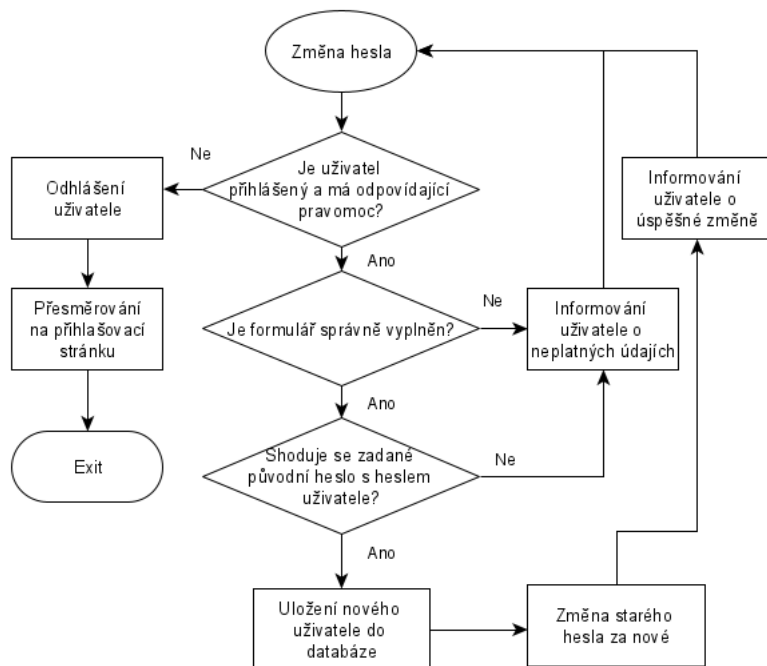 Změna hesla
Ne
Je uživatel
přihlášený a má odpovídající
pravomoc?
Odhlášení
uživatele
Informování
uživatele o
úspěšné změně
Ano
Přesměrování
na přihlašovací
stránku
Je formulář správně vyplněn?
Ne
Informování
uživatele o
neplatných údajích
Ano
Exit
Shoduje se zadané
původní heslo s heslem
uživatele?
Ne
Ano
Uložení nového
uživatele do
databáze
Změna starého
hesla za nové